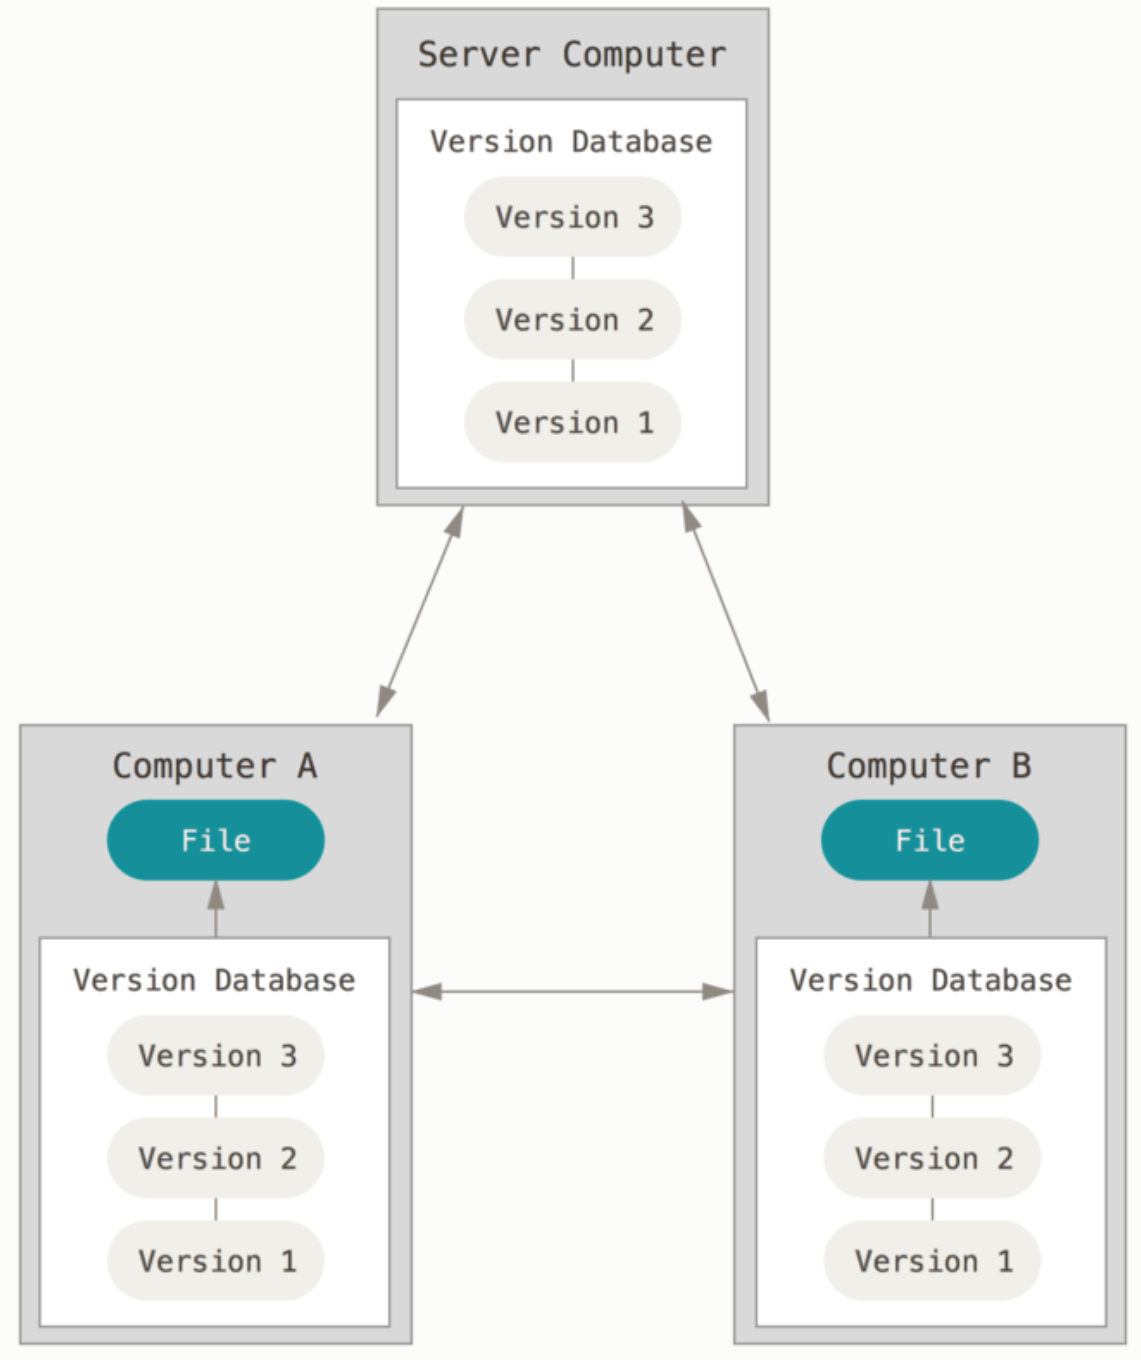 Server Computer
Version Database
Version 3
Version 2
Version 1
Computer A
File
Version Database
Version 3
Version 2
Version 1
Computer B
File
Version Database
Version 3
Version 2
Version 1